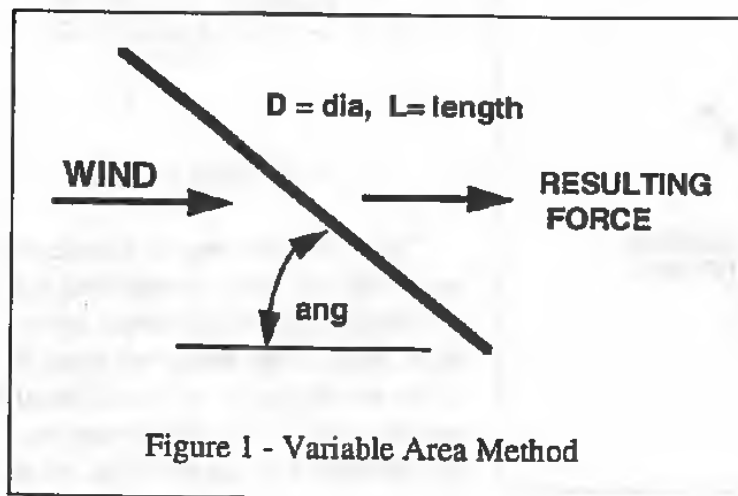 D = dia, L= length
WIND
RESULTING
FORCE
ang
Figure 1 - Variable Area Method